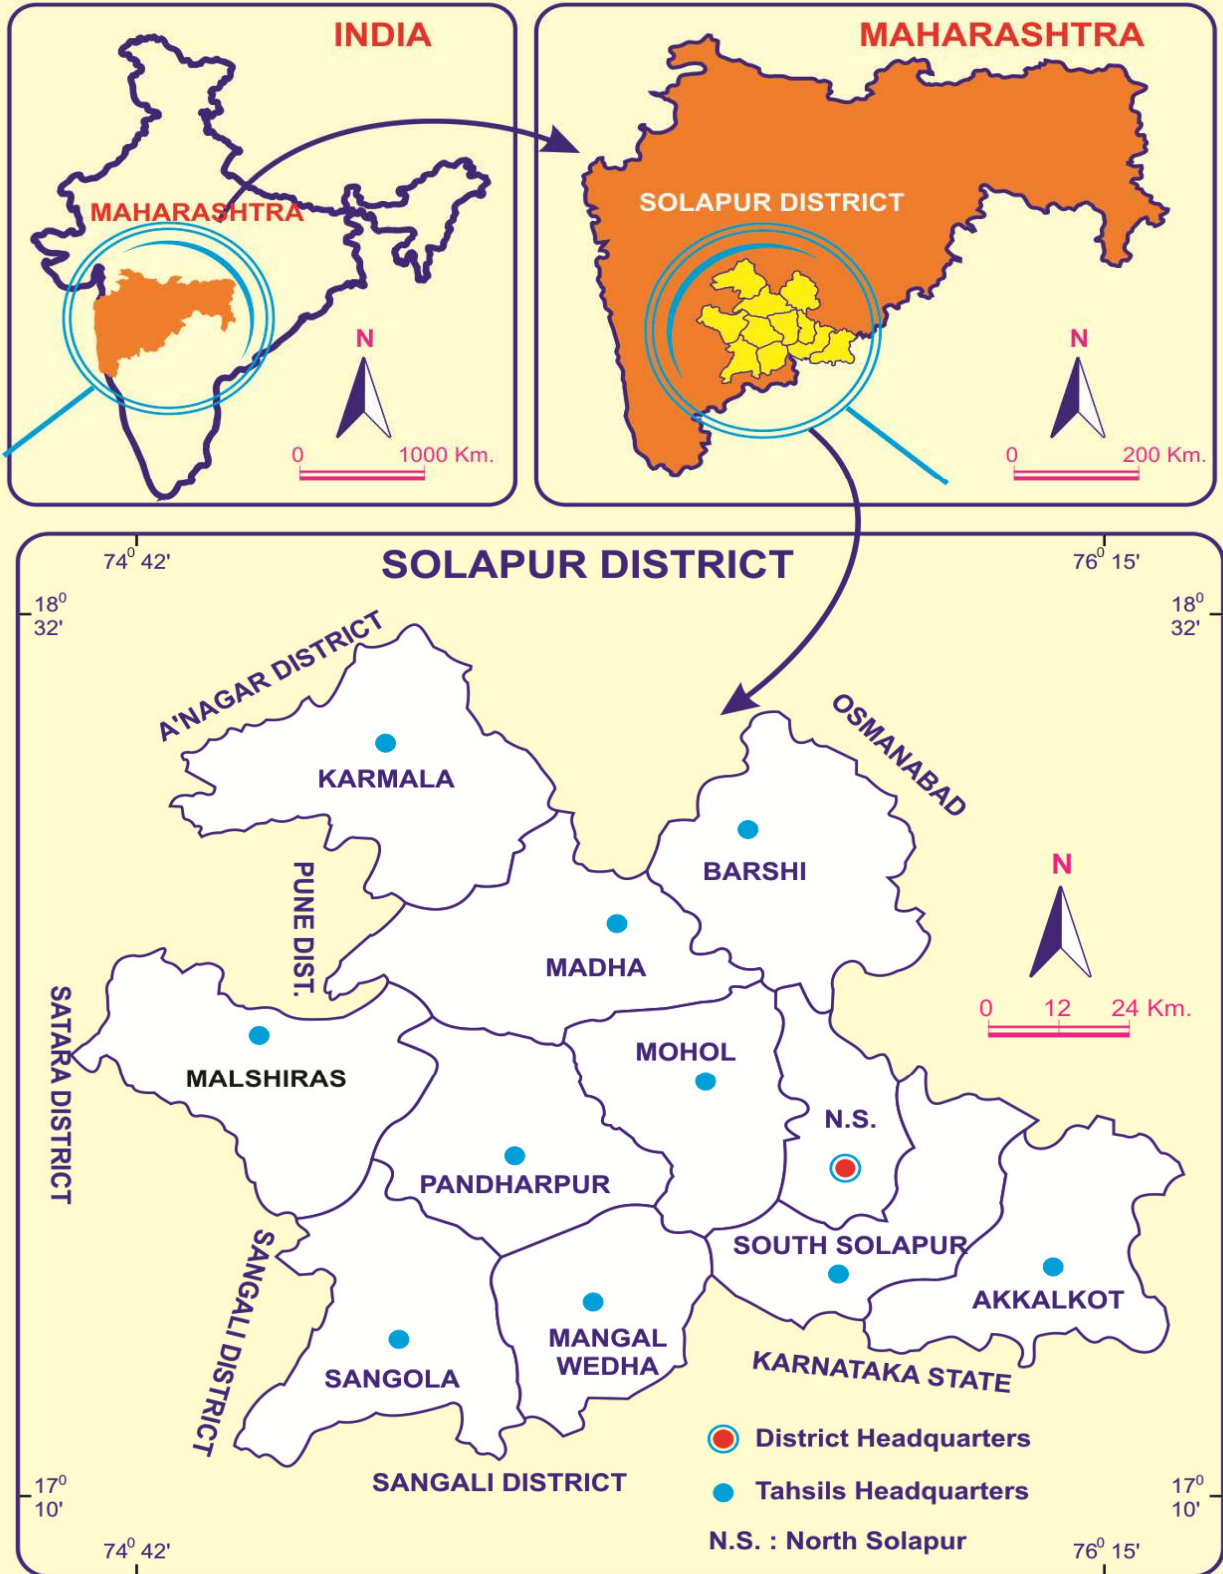 INDIA
MAHARASHTRA
N
0 1000 Km.
MAHARASHTRA
SOLAPUR DISTRICT
N
0 200 Km.
SOLAPUR DISTRICT
74⁰ 42'
76⁰ 15'
18⁰
32'
18⁰
32'
A'NAGAR DISTRICT
OSMANABAD
KARMALA
BARSHI
PUNE DIST.
N
MADHA
0 12 24 Km.
SATARA DISTRICT
MALSHIRAS
MOHOL
N.S.
PANDHARPUR
SANGALI DISTRICT
SOUTH SOLAPUR
AKKALKOT
MANGAL
WEDHA
SANGOLA
KARNATAKA STATE
SANGALI DISTRICT
District Headquarters
Tahsils Headquarters
N.S. : North Solapur
17⁰
10'
17⁰
10'
74⁰ 42'
76⁰ 15'